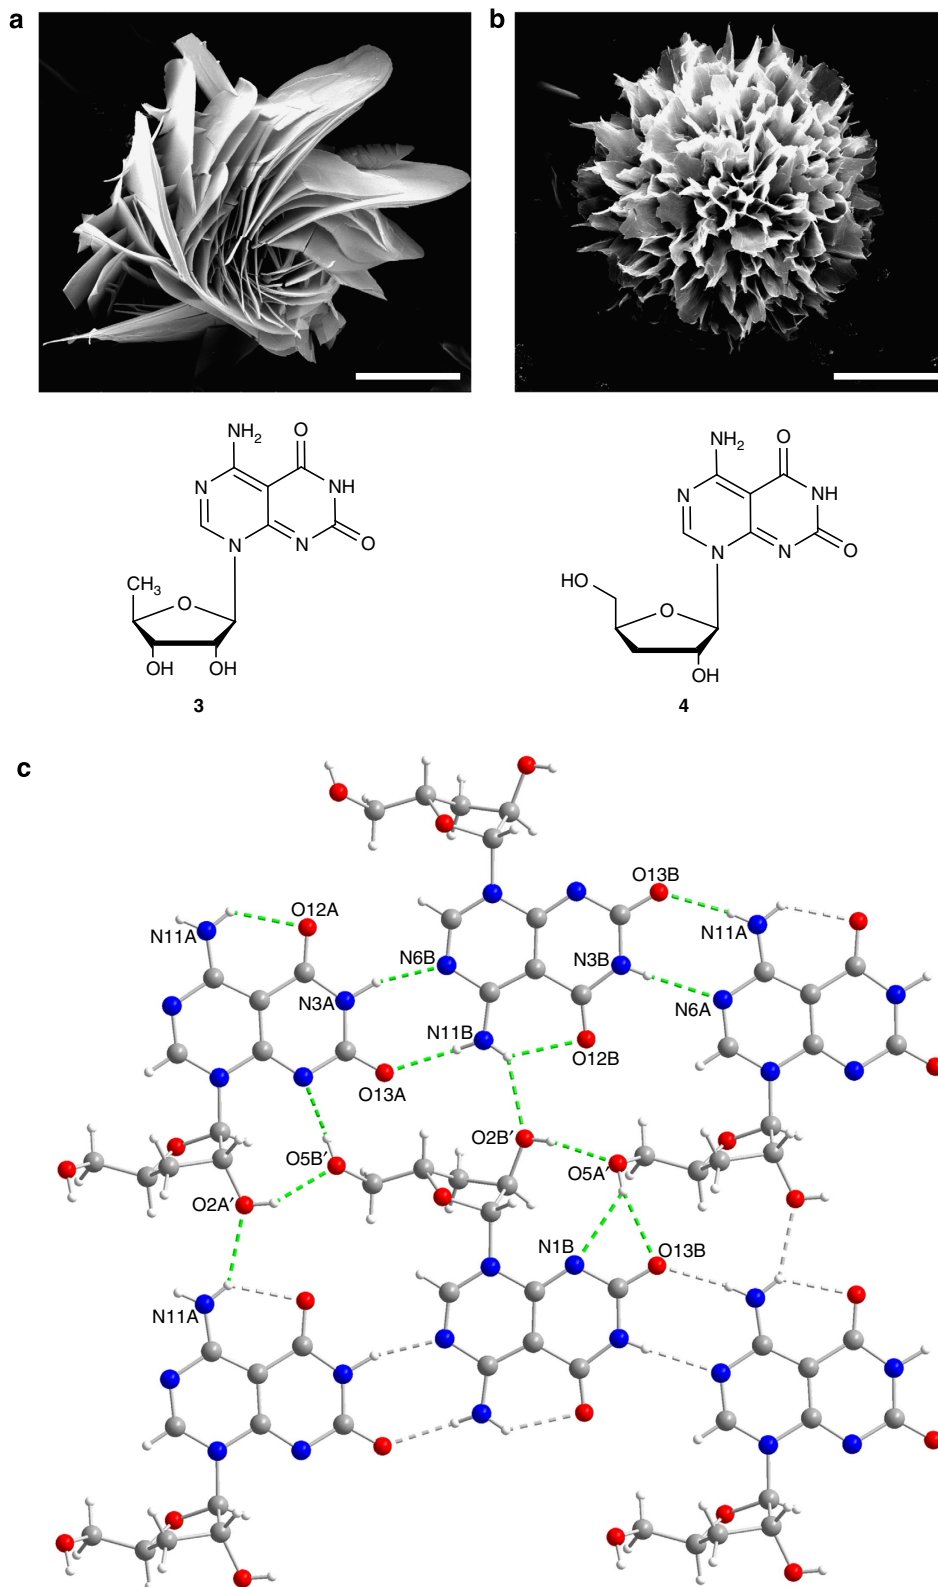 a
b
NH2
O
N
NH
N
N
O
CH3
O
OH
OH
3
NH2
O
N
NH
N
N
O
HO
O
OH
4
c
O13B
O12A
N11A
N11A
N6B
N3B
N3A
N6A
N11B
O12B
O13A
O2B′
O5B′
O5A′
O2A′
N1B
O13B
N11A